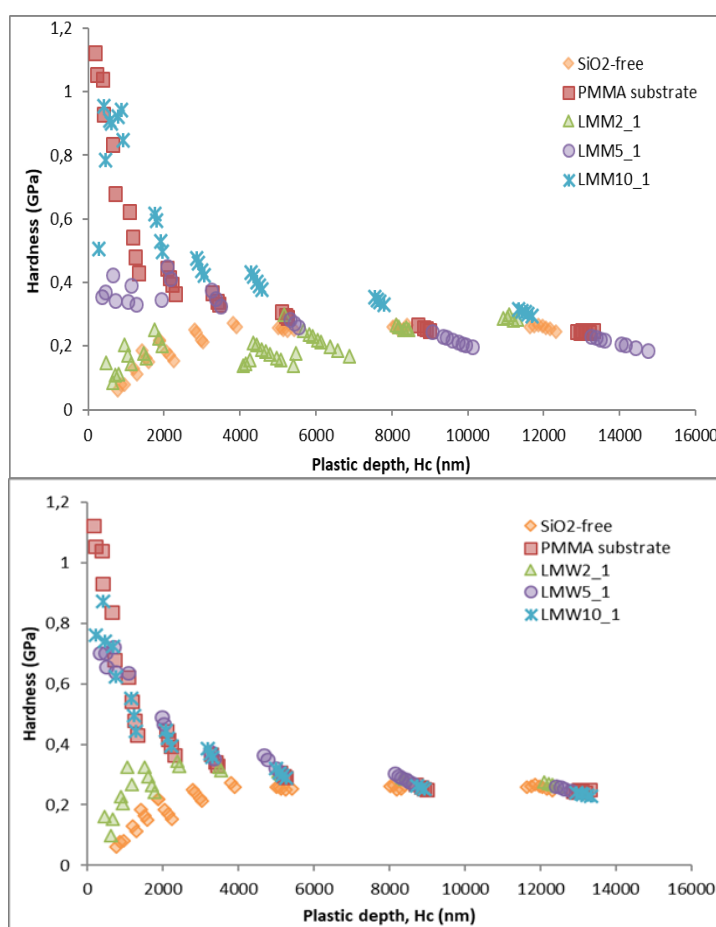 1,2
1
0,8
0,6
0,4
0,2
0
Hardness (GPa)
SiO2-free
PMMA substrate
LMM2_1
LMM5_1
LMM10_1
0 2000 4000 6000 8000 10000 12000 14000 16000
Plastic depth, Hc (nm)
1,2
1
0,8
0,6
0,4
0,2
0
Hardness (GPa)
SiO2-free
PMMA substrate
LMW2_1
LMW5_1
LMW10_1
0 2000 4000 6000 8000 10000 12000 14000 16000
Plastic depth, Hc (nm)